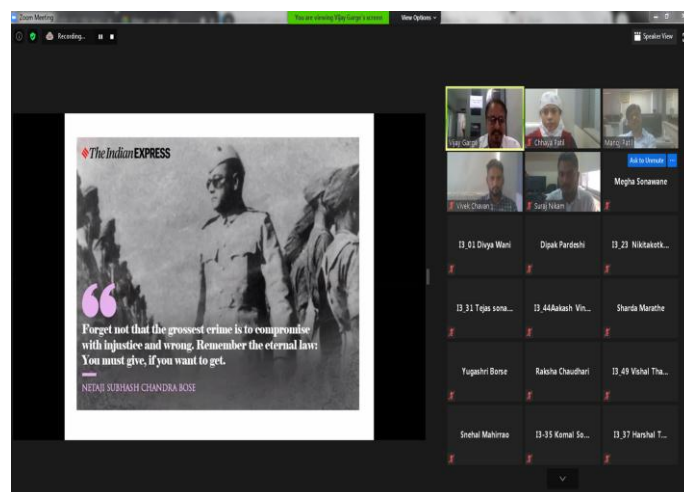 Zoom Meeting
You are viewing Vijay Garge's screen View Options
Recording...
Speaker View
The Indian EXPRESS
Forget not that the grossest crime is to compromise
with injustice and wrong. Remember the eternal law:
You must give, if you want to get.
NETAJI SUBHASH CHANDRA BOSE
Vijay Garge
Chhaya Patil
Manoj Patil
Ask to Unmute
Vivek Chavan
Suraj Nikam
Megha Sonawane
I3_01 Divya Wani
Dipak Pardeshi
I3_23 Nikitakotk...
I3_31 Tejas sona...
I3_44Aakash Vin...
Sharda Marathe
Yugashri Borse
Raksha Chaudhari
I3_49 Vishal Tha...
Snehal Mahirrao
I3-35 Komal So...
I3_37 Harshal T...